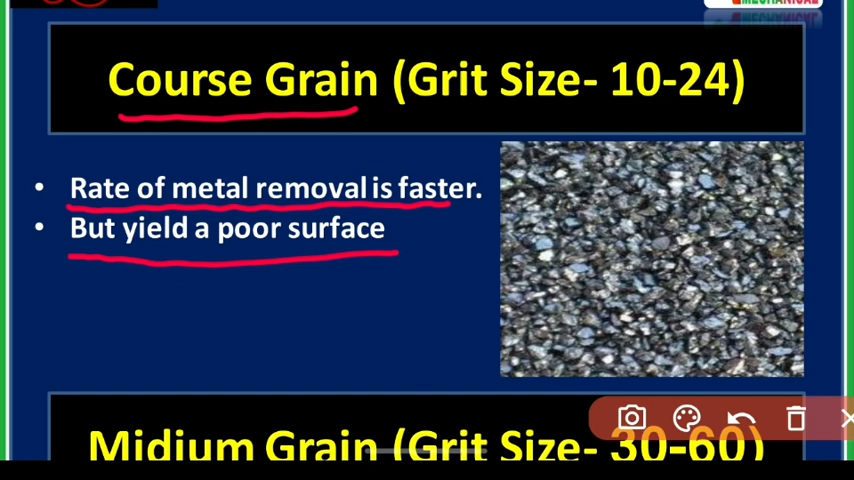 MECHANICAL
Course Grain (Grit Size- 10-24)
• Rate of metal removal is faster.
• But yield a poor surface
Midium Grain (Grit Size- 30-60)